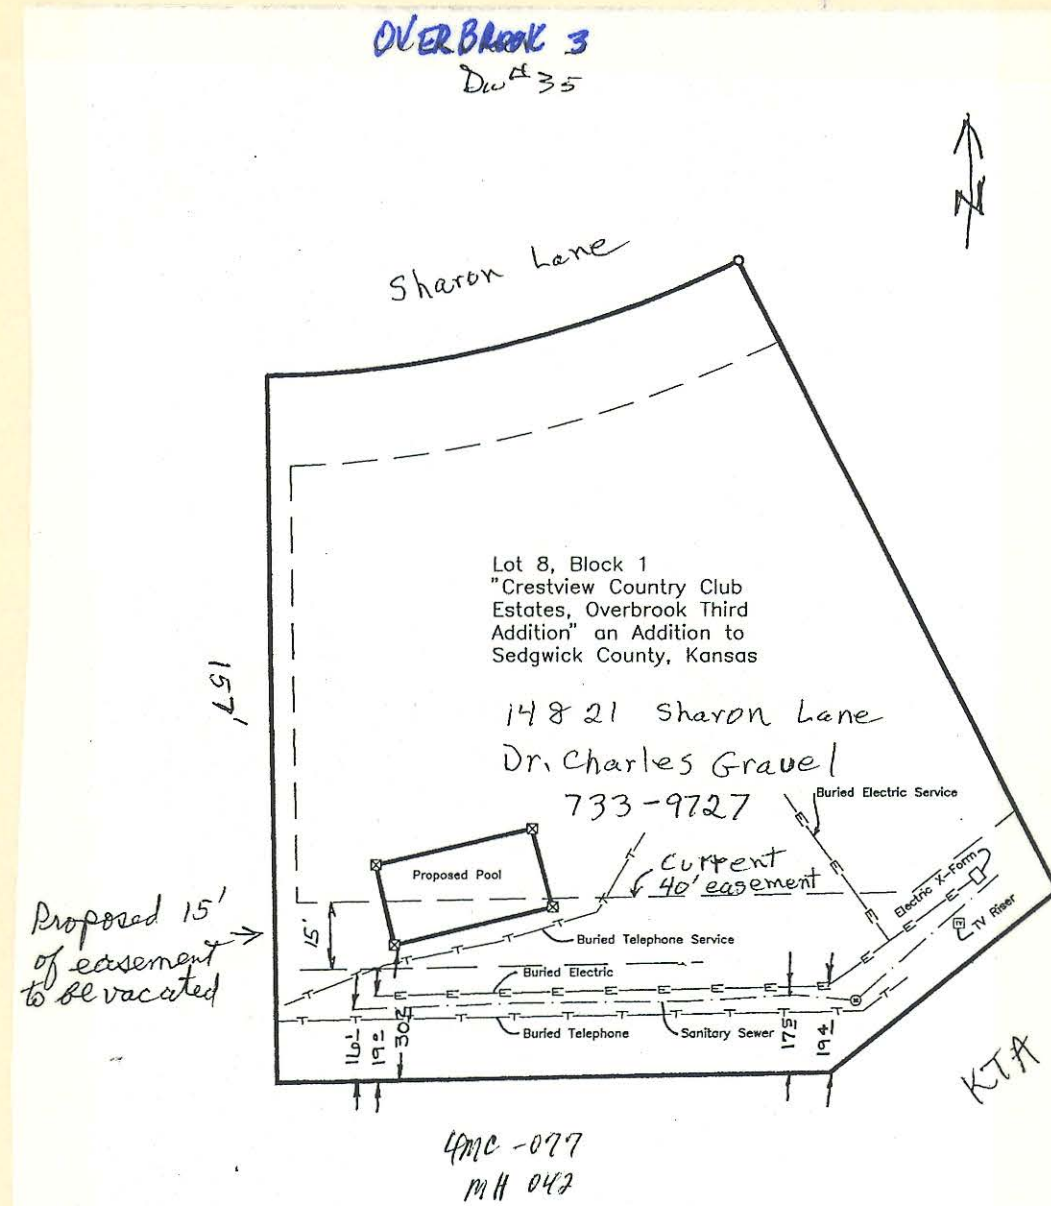 OVERBROOK 3
DW#35
N
Sharon Lane
Lot 8, Block 1
"Crestview Country Club
Estates, Overbrook Third
Addition" an Addition to
Sedgwick County, Kansas
157'
14821 Sharon Lane
Dr. Charles Gravel
733-9727
Buried Electric Service
Current
40' easement
Proposed Pool
Electric X-Form
TV Riser
Proposed 15'
of easement
to be vacated
15'
Buried Telephone Service
Buried Electric
Buried Telephone
Sanitary Sewer
KTA
4MC-077
MH 042